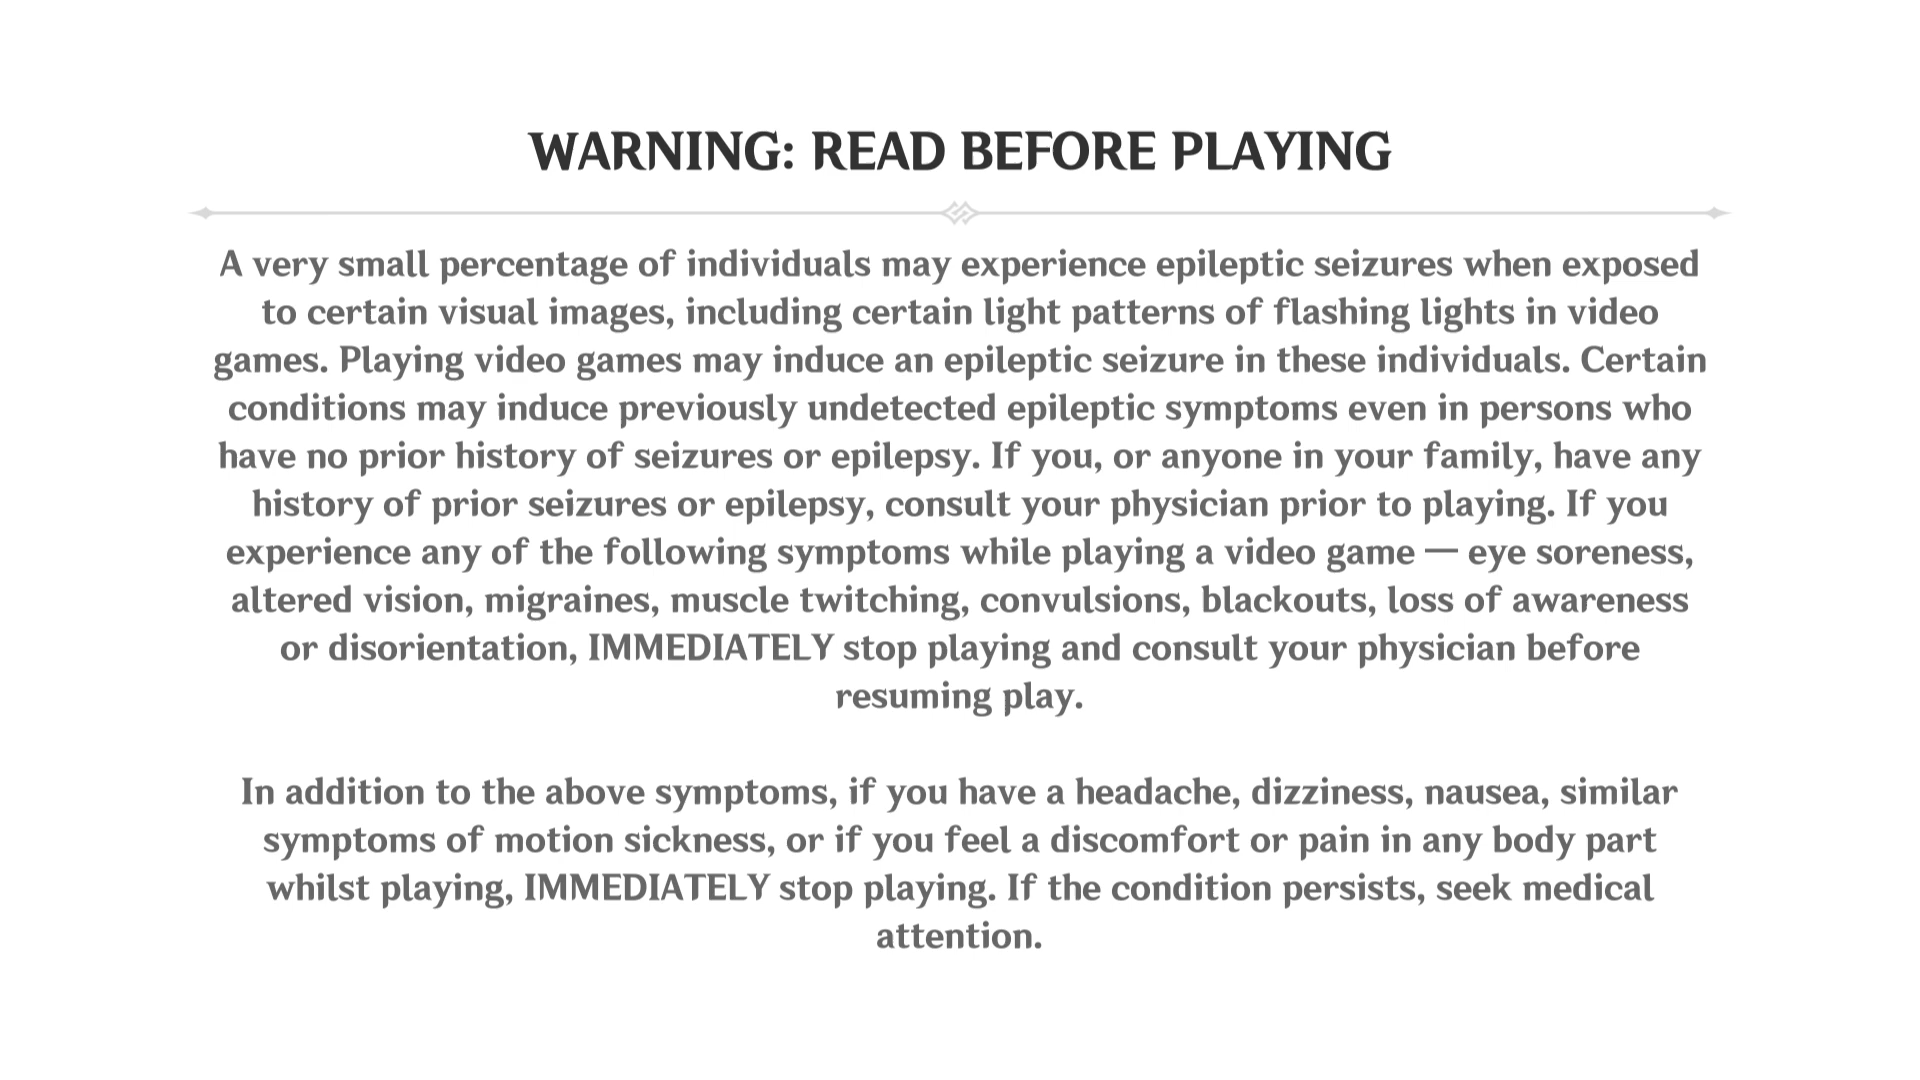 WARNING: READ BEFORE PLAYING
A very small percentage of individuals may experience epileptic seizures when exposed
to certain visual images, including certain light patterns of flashing lights in video
games. Playing video games may induce an epileptic seizure in these individuals. Certain
conditions may induce previously undetected epileptic symptoms even in persons who
have no prior history of seizures or epilepsy. If you, or anyone in your family, have any
history of prior seizures or epilepsy, consult your physician prior to playing. If you
experience any of the following symptoms while playing a video game — eye soreness,
altered vision, migraines, muscle twitching, convulsions, blackouts, loss of awareness
or disorientation, IMMEDIATELY stop playing and consult your physician before
resuming play.
In addition to the above symptoms, if you have a headache, dizziness, nausea, similar
symptoms of motion sickness, or if you feel a discomfort or pain in any body part
whilst playing, IMMEDIATELY stop playing. If the condition persists, seek medical
attention.